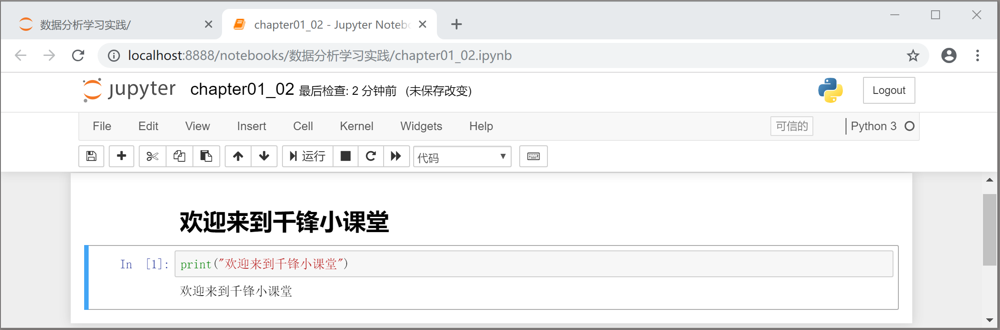 数据分析学习实践/
chapter01_02 - Jupyter Notebo
localhost:8888/notebooks/数据分析学习实践/chapter01_02.ipynb
jupyter chapter01_02 最后检查: 2 分钟前 (未保存改变)
Logout
File Edit View Insert Cell Kernel Widgets Help 可信的 Python 3
运行 代码
欢迎来到千锋小课堂
In [1]: print("欢迎来到千锋小课堂")
欢迎来到千锋小课堂